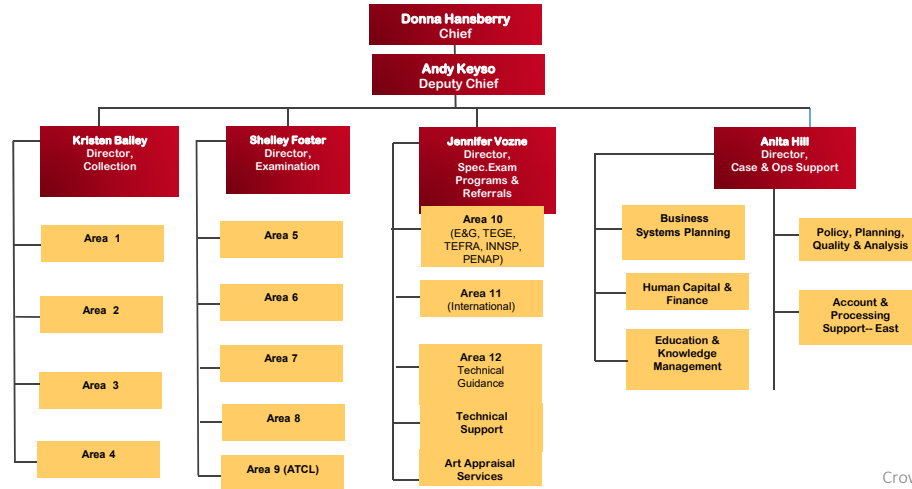 Donna Hansberry
Chief
Andy Keyso
Deputy Chief
Kristen Bailey
Director,
Collection
Area 1
Area 2
Area 3
Area 4
Shelley Foster
Director,
Examination
Area 5
Area 6
Area 7
Area 8
Area 9 (ATCL)
Jennifer Vozne
Director,
Spec.Exam
Programs &
Referrals
Area 10
(E&G, TEGE,
TEFRA, INNSP,
PENAP)
Area 11
(International)
Area 12
Technical
Guidance
Technical
Support
Art Appraisal
Services
Anita Hill
Director,
Case & Ops Support
Business
Systems Planning
Human Capital &
Finance
Education &
Knowledge
Management
Policy, Planning,
Quality & Analysis
Account &
Processing
Support-- East